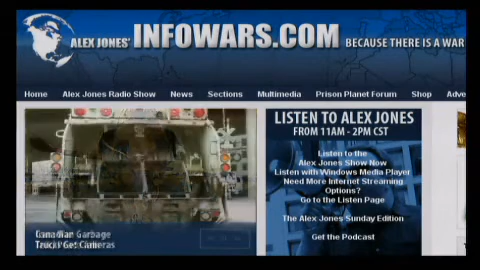 ALEX JONES' INFOWARS.COM BECAUSE THERE IS A WAR
Home Alex Jones Radio Show News Sections Multimedia Prison Planet Forum Shop Adve
LISTEN TO ALEX JONES
FROM 11AM - 2PM CST
Listen to the
Alex Jones Show Now
Listen with Windows Media Player
Need More Internet Streaming
Options?
Go to the Listen Page
The Alex Jones Sunday Edition
Get the Podcast
Garbage
Trucks Get Cameras